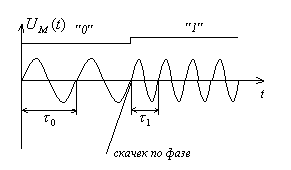 U_M(t) "0" "1"
t
τ₀ τ₁
скачек по фазе